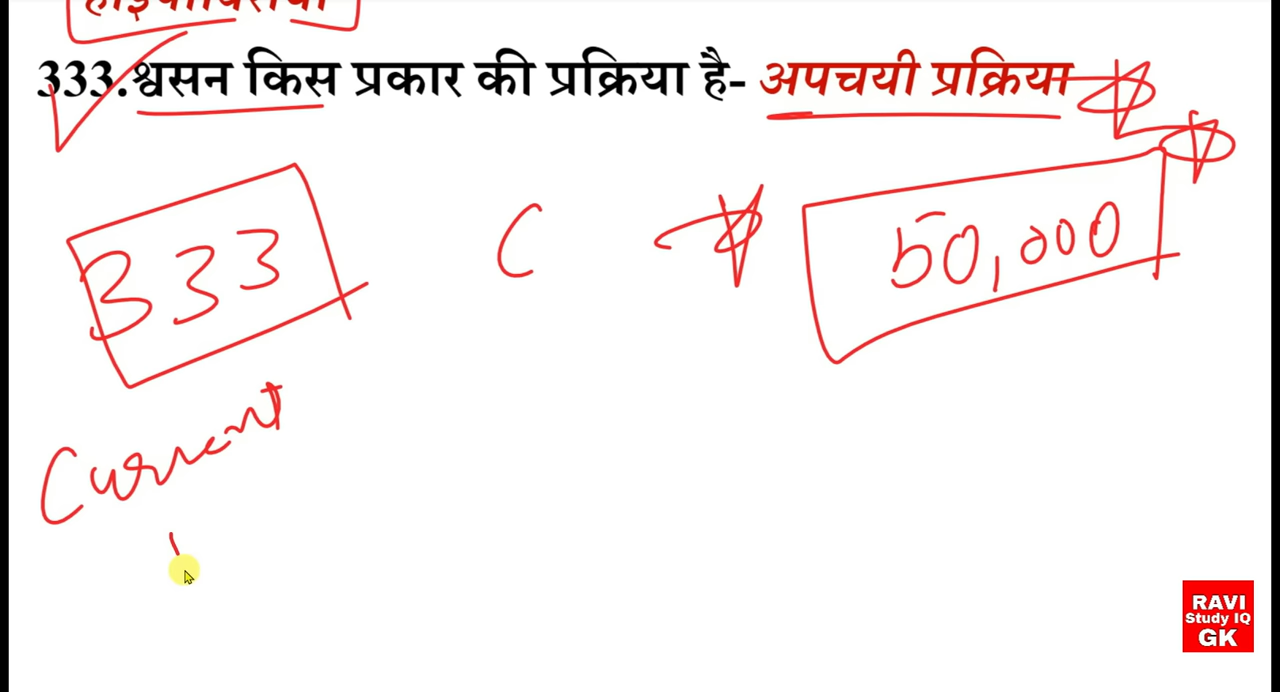 333.श्वसन किस प्रकार की प्रक्रिया है- अपचयी प्रक्रिया
333
C
50,000
Current
RAVI
Study IQ
GK